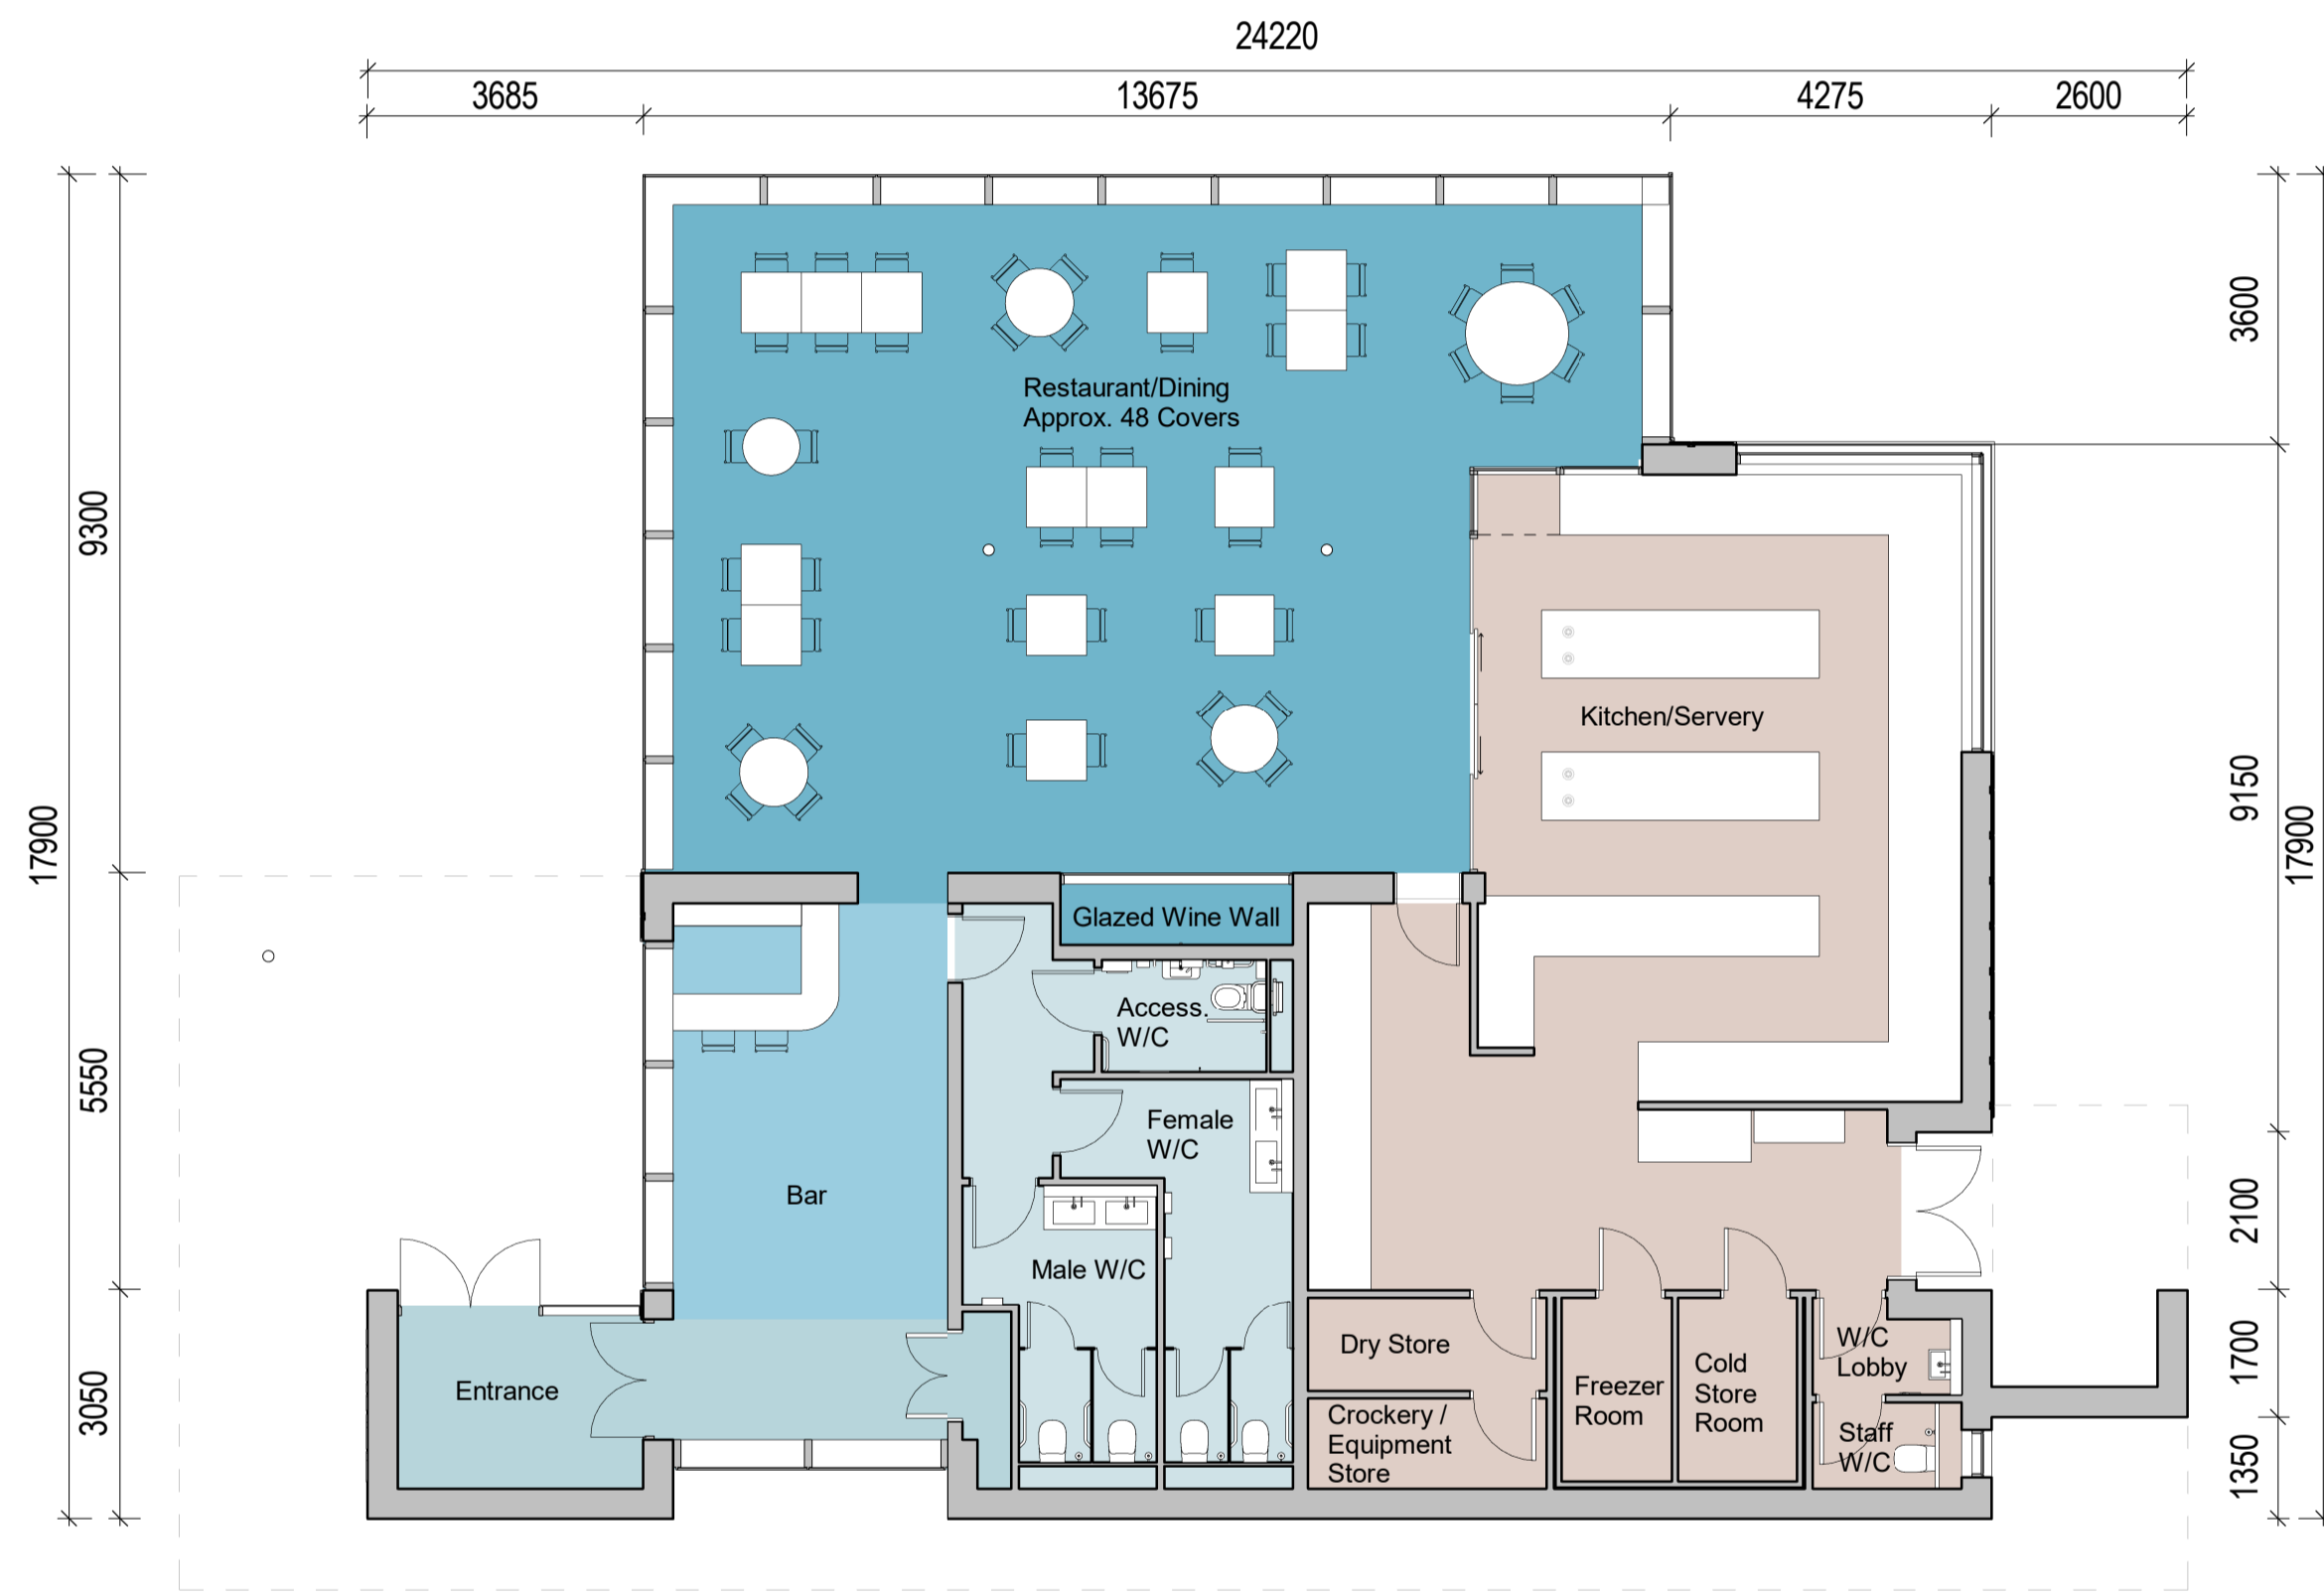 24220
3685
13675
4275
2600
17900
9300
5550
3050
3600
9150
17900
2100
1700
1350
Restaurant/Dining
Approx. 48 Covers
Kitchen/Servery
Glazed Wine Wall
Access.
W/C
Female
W/C
Bar
Male W/C
Entrance
Dry Store
Crockery /
Equipment
Store
Freezer
Room
Cold
Store
Room
W/C
Lobby
Staff
W/C